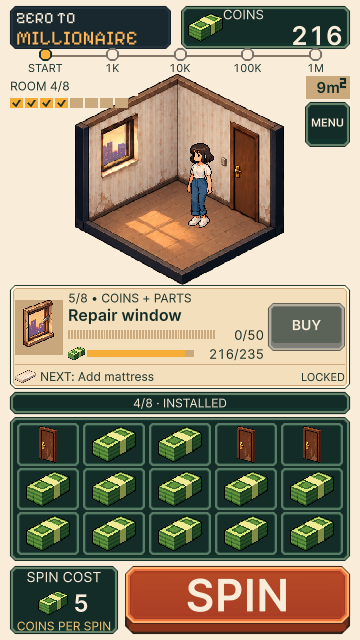 ZERO TO
MILLIONAIRE
COINS
216
START 1K 10K 100K 1M
ROOM 4/8
9m²
MENU
5/8 • COINS + PARTS
Repair window
0/50
BUY
216/235
NEXT: Add mattress
LOCKED
4/8 · INSTALLED
SPIN COST
5
COINS PER SPIN
SPIN